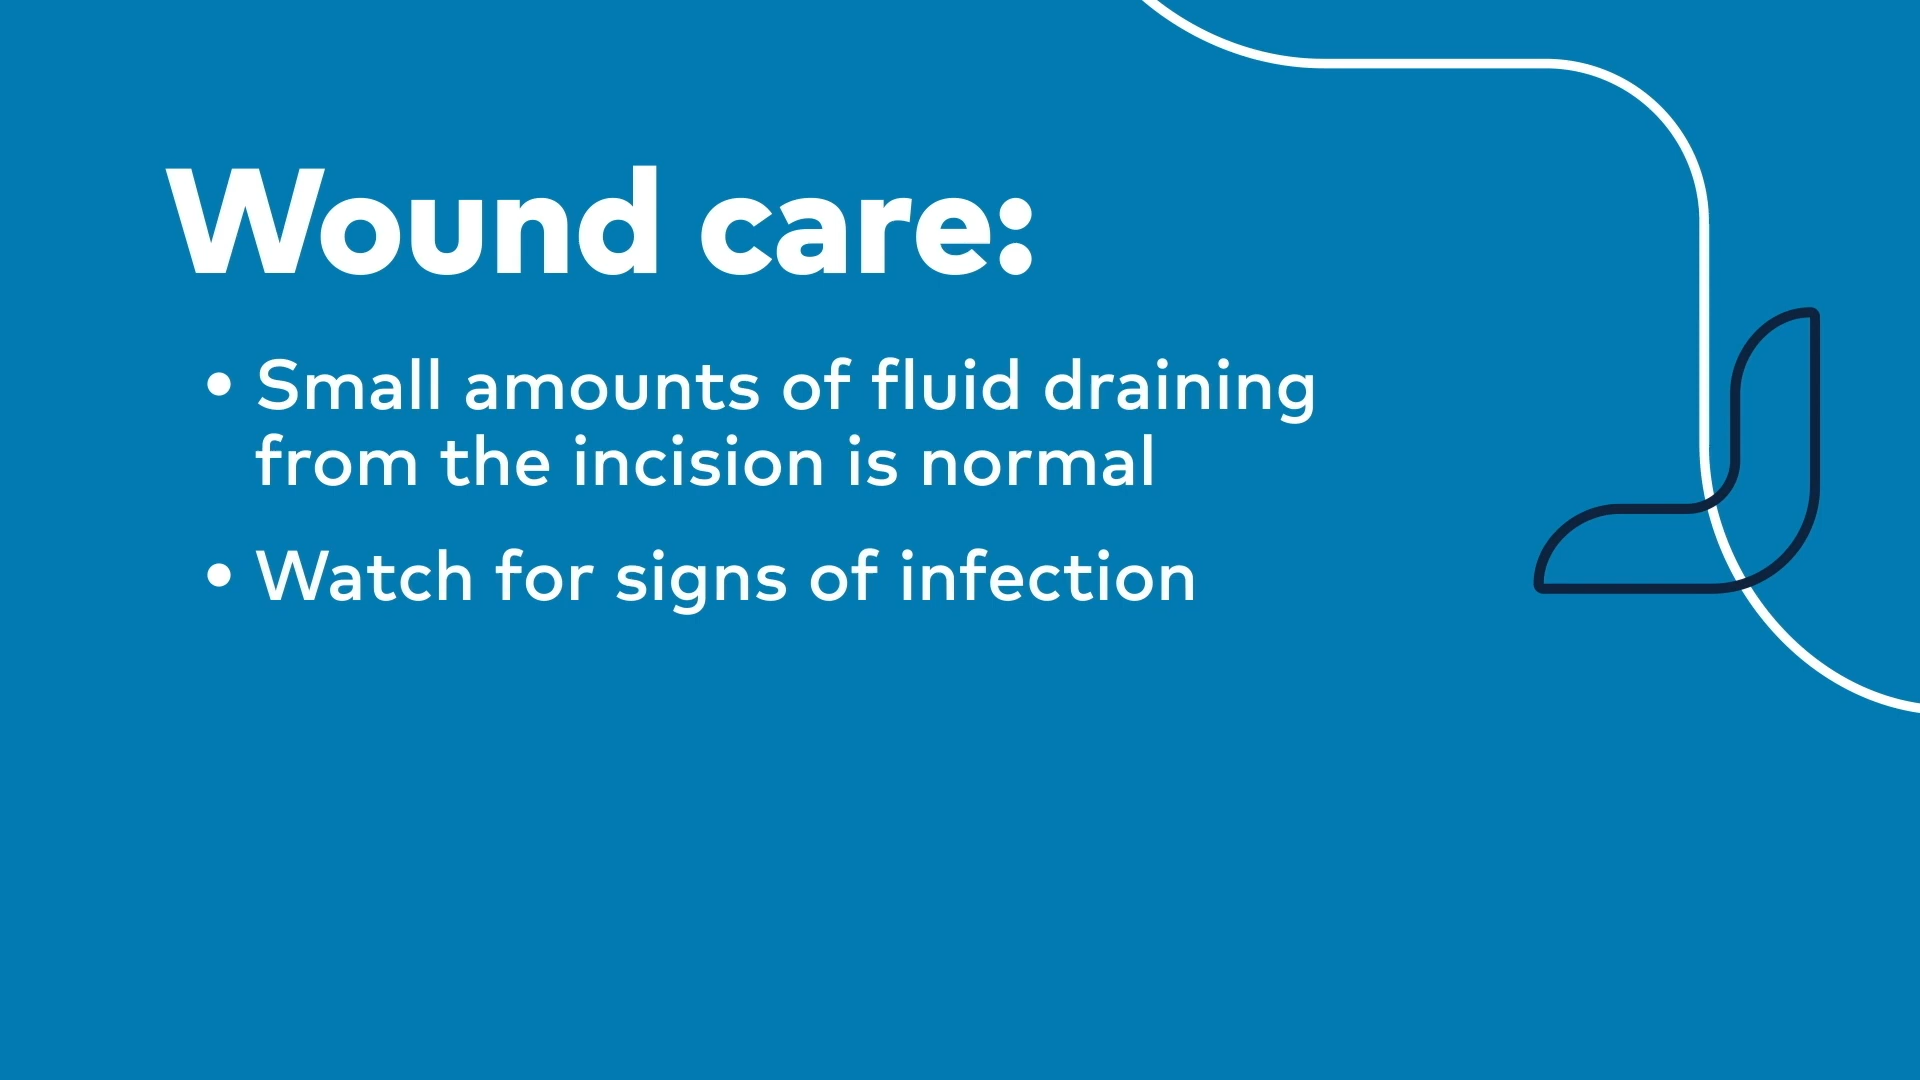 Wound care:
• Small amounts of fluid draining
from the incision is normal
• Watch for signs of infection